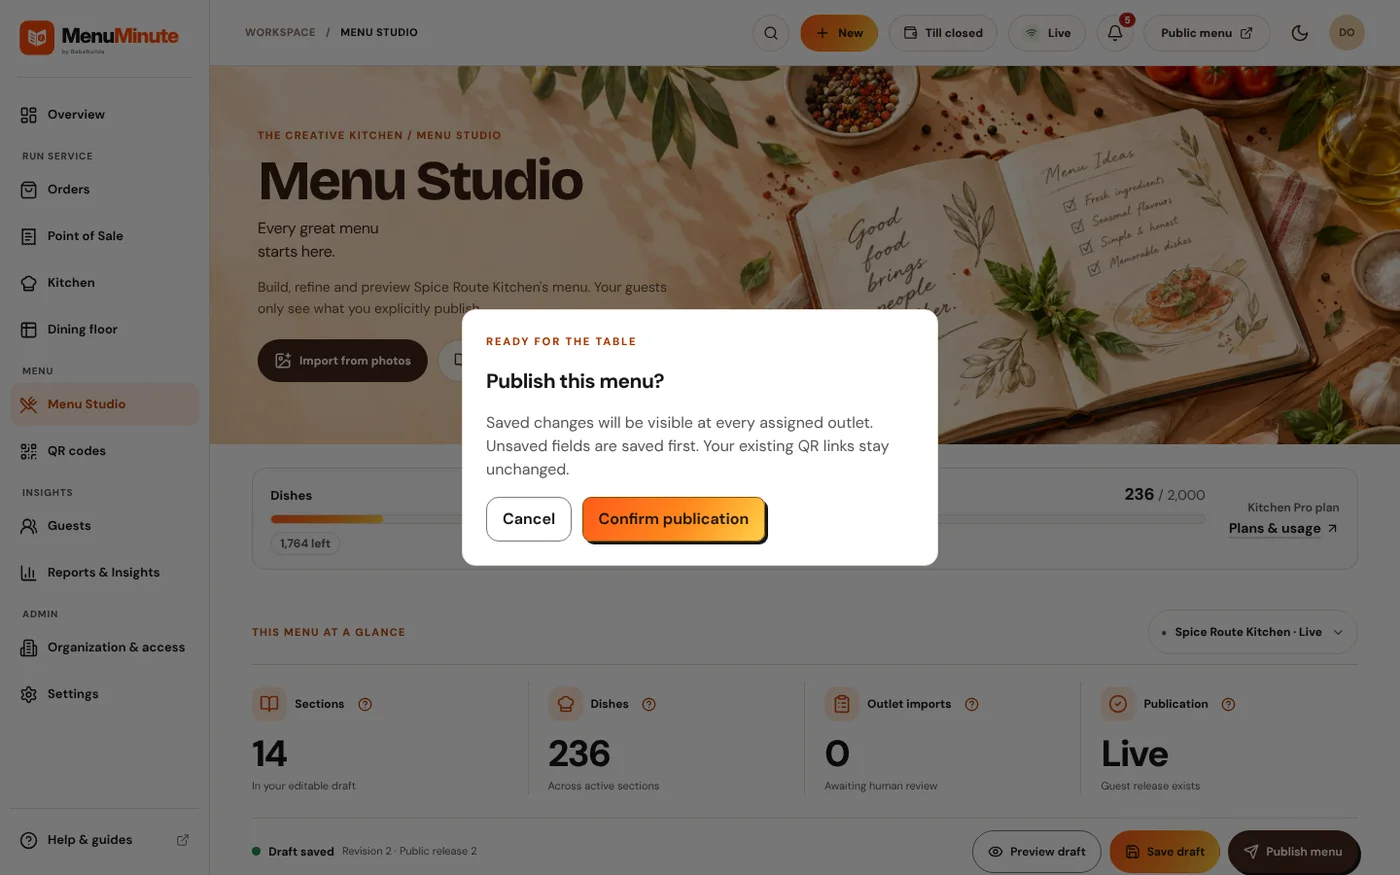 MenuMinute
WORKSPACE / MENU STUDIO
New
Till closed
Live
5
Public menu
DO
Overview
RUN SERVICE
Orders
Point of Sale
Kitchen
Dining floor
MENU
Menu Studio
QR codes
INSIGHTS
Guests
Reports & Insights
ADMIN
Organization & access
Settings
Help & guides
THE CREATIVE KITCHEN / MENU STUDIO
Menu Studio
Every great menu
starts here.
Build, refine and preview Spice Route Kitchen's menu. Your guests
only see what you explicitly publish.
Import from photos
Good
food
brings
people
Menu Ideas
Fresh ingredients
Seasonal flavours
Simple & honest
Memorable dishes
READY FOR THE TABLE
Publish this menu?
Saved changes will be visible at every assigned outlet.
Unsaved fields are saved first. Your existing QR links stay
unchanged.
Cancel
Confirm publication
Dishes
236 / 2,000
1,764 left
Kitchen Pro plan
Plans & usage
THIS MENU AT A GLANCE
Spice Route Kitchen · Live
Sections
14
In your editable draft
Dishes
236
Across active sections
Outlet imports
0
Awaiting human review
Publication
Live
Guest release exists
Draft saved Revision 2 · Public release 2
Preview draft
Save draft
Publish menu